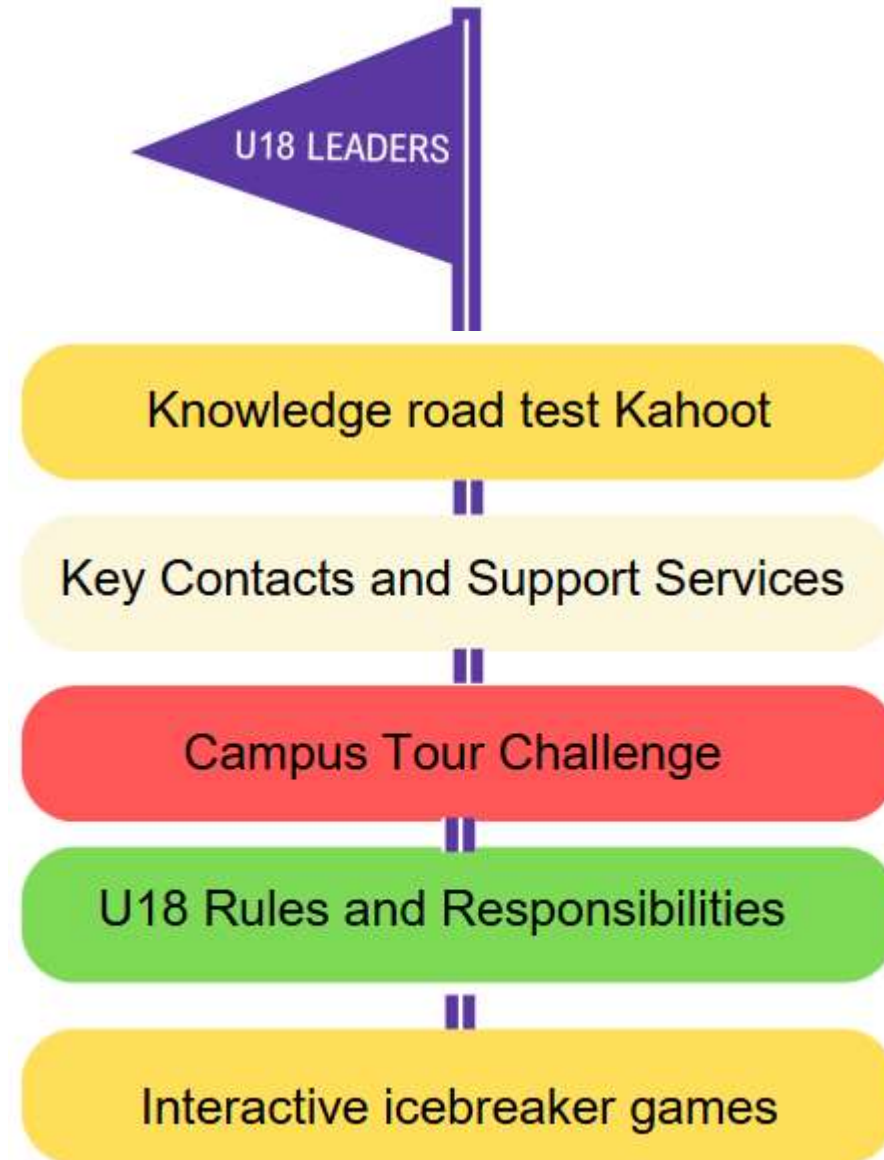 U18 LEADERS
Knowledge road test Kahoot
Key Contacts and Support Services
Campus Tour Challenge
U18 Rules and Responsibilities
Interactive icebreaker games